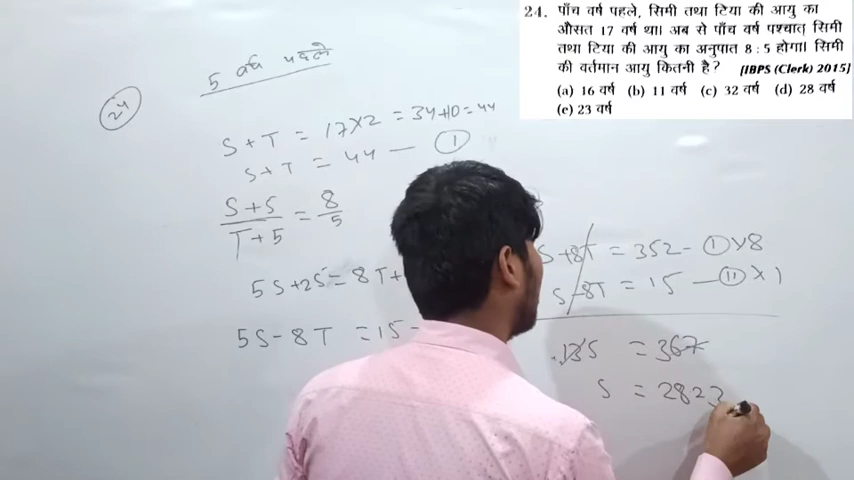 24. पाँच वर्ष पहले, सिमी तथा टिया की आयु का
औसत 17 वर्ष था। अब से पाँच वर्ष पश्चात् सिमी
तथा टिया की आयु का अनुपात 8 : 5 होगा। सिमी
की वर्तमान आयु कितनी है? [IBPS (Clerk) 2015]
(a) 16 वर्ष (b) 11 वर्ष (c) 32 वर्ष (d) 28 वर्ष
(e) 23 वर्ष
24
5 वर्ष पहले
S + T = 17×2 = 34+10 = 44
S + T = 44 — ①
S+5/T+5 = 8/5
5S+25 = 8T+
5S - 8T = 15 -
S + 8T = 352 - ① × 8
S - 8T = 15 — ⑪ × 1
13S = 367
S = 2823